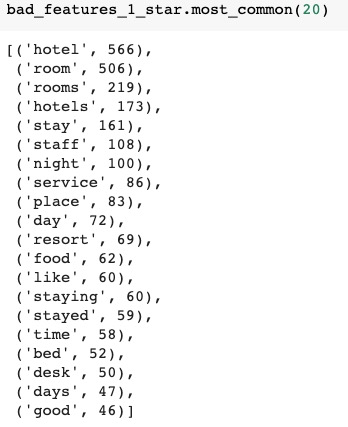 bad_features_1_star.most_common(20)
[('hotel', 566),
('room', 506),
('rooms', 219),
('hotels', 173),
('stay', 161),
('staff', 108),
('night', 100),
('service', 86),
('place', 83),
('day', 72),
('resort', 69),
('food', 62),
('like', 60),
('staying', 60),
('stayed', 59),
('time', 58),
('bed', 52),
('desk', 50),
('days', 47),
('good', 46)]